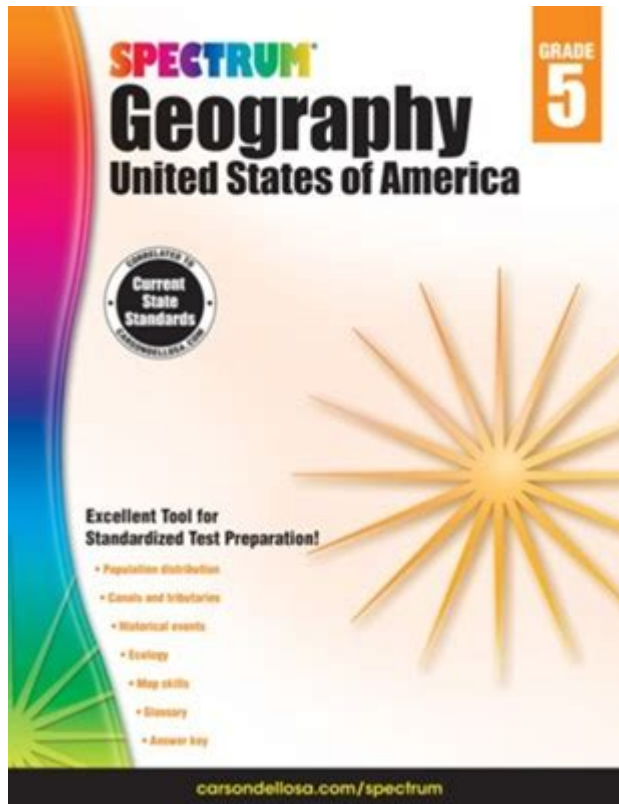 SPECTRUM®
Geography
United States of America
GRADE
5
CORRELATED TO
Current
State
Standards
CARSONDELLOSA.COM
Excellent Tool for
Standardized Test Preparation!
• Population distribution
• Canals and tributaries
• Historical events
• Ecology
• Map skills
• Glossary
• Answer key
carsondellosa.com/spectrum